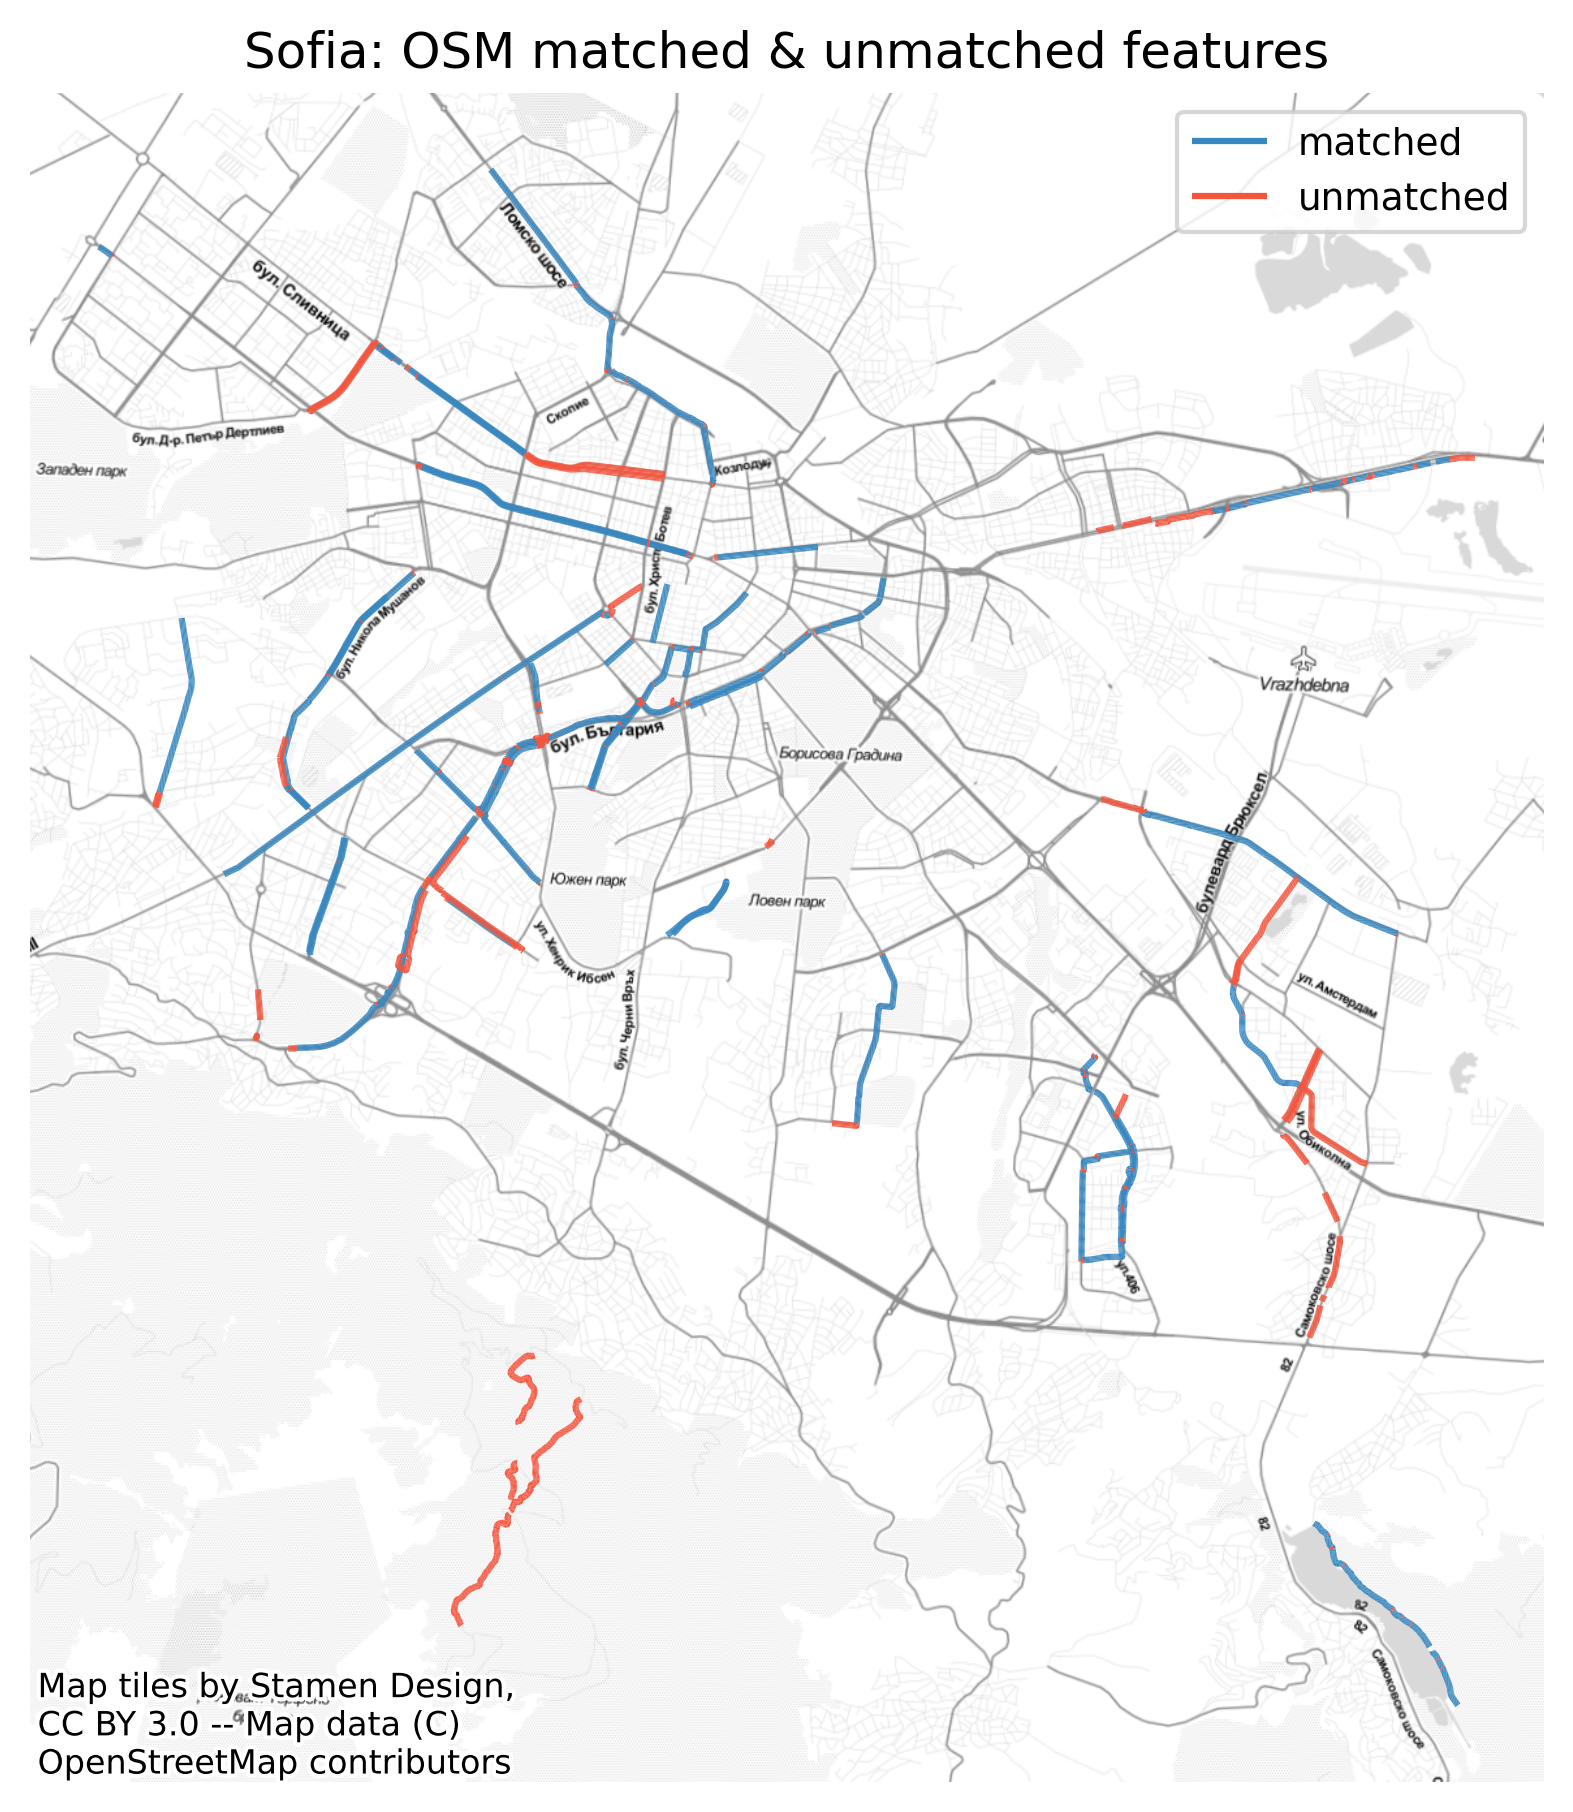 Sofia: OSM matched & unmatched features
matched
unmatched
Ломско шосе
бул. Сливница
Скопие
бул. Д-р. Петър Дертлиев
Западен парк
Козлодуй
бул. Христо Ботев
бул. Никола Мушанов
Vrazhdebna
бул. България
Борисова Градина
булевард Брюксел
Южен парк
Ловен парк
ул. Хенрик Ибсен
ул. Амстердам
бул. Черни Връх
ул. Обиколна
ул.406
Самоковско шосе
82
82
82
82
Самоковско шосе
Map tiles by Stamen Design,
CC BY 3.0 -- Map data (C)
OpenStreetMap contributors